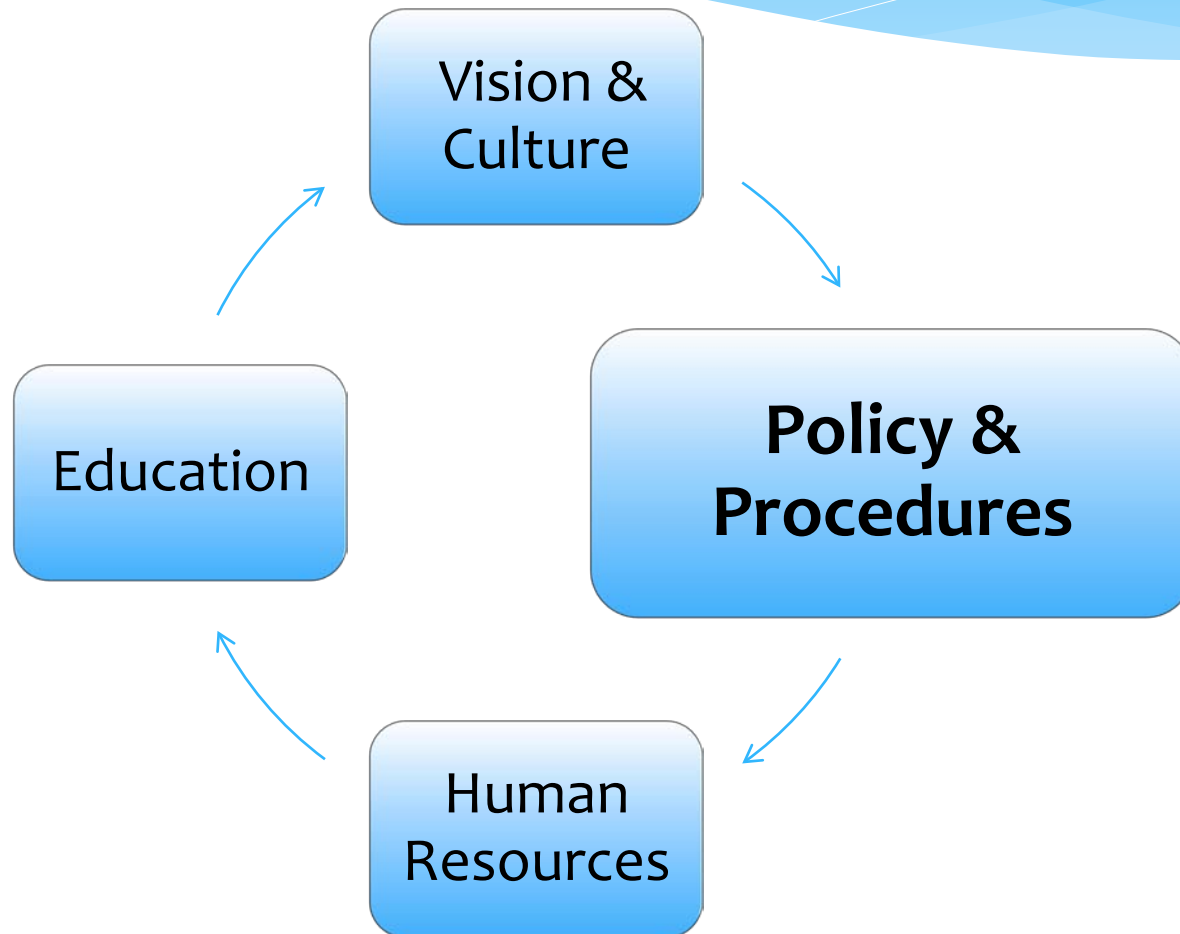 Vision &
Culture
Policy &
Procedures
Education
Human
Resources